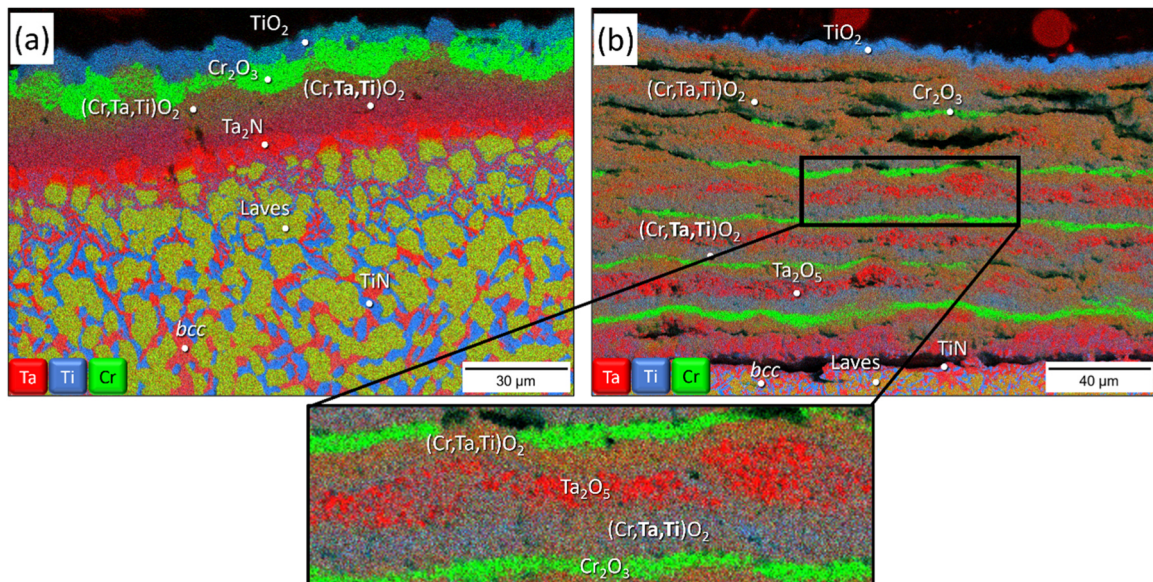 (a)
TiO₂
Cr₂O₃
(Cr,Ta,Ti)O₂
(Cr,Ta,Ti)O₂
Ta₂N
Laves
TiN
bcc
Ta Ti Cr
30 µm
(b)
TiO₂
(Cr,Ta,Ti)O₂
Cr₂O₃
(Cr,Ta,Ti)O₂
Ta₂O₅
TiN
Laves
bcc
Ta Ti Cr
40 µm
(Cr,Ta,Ti)O₂
Ta₂O₅
(Cr,Ta,Ti)O₂
Cr₂O₃